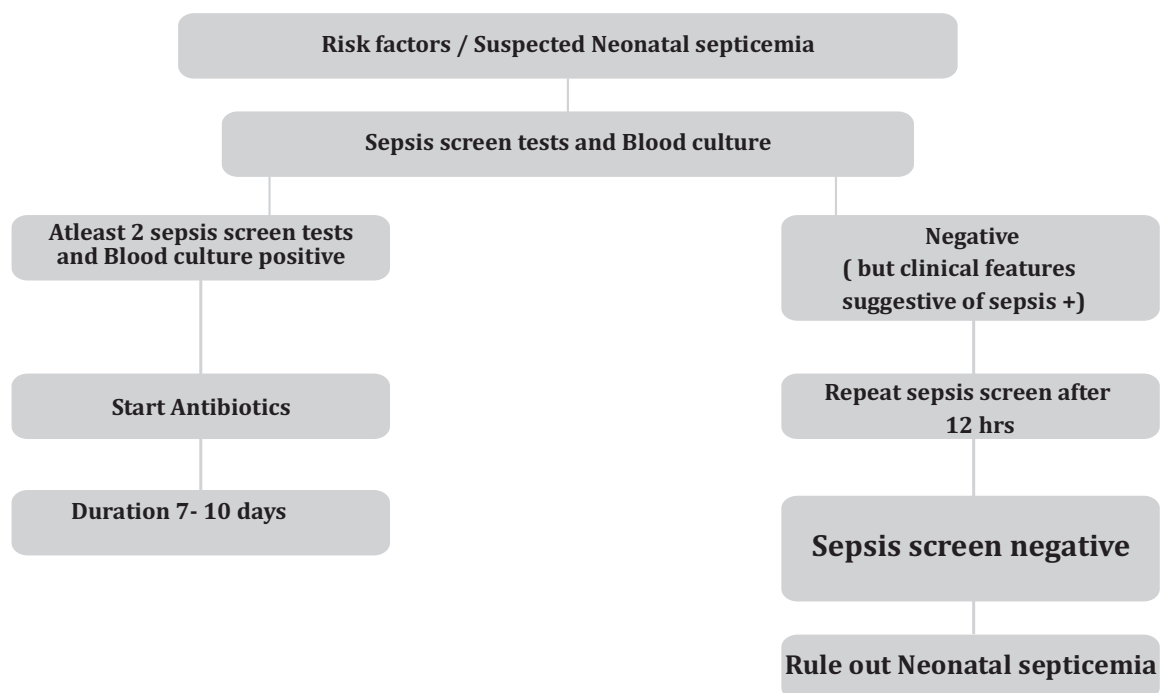 Risk factors / Suspected Neonatal septicemia
Sepsis screen tests and Blood culture
Atleast 2 sepsis screen tests
and Blood culture positive
Start Antibiotics
Duration 7- 10 days
Negative
( but clinical features
suggestive of sepsis +)
Repeat sepsis screen after
12 hrs
Sepsis screen negative
Rule out Neonatal septicemia